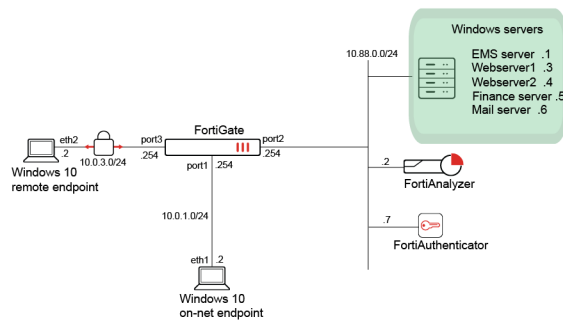 Windows servers
10.88.0.0/24
EMS server .1
Webserver1 .3
Webserver2 .4
Finance server .5
Mail server .6
FortiGate
eth2
port3
port2
.2
10.0.3.0/24
.254
.254
Windows 10
remote endpoint
port1
.254
.2
FortiAnalyzer
10.0.1.0/24
.7
FortiAuthenticator
eth1
.2
Windows 10
on-net endpoint